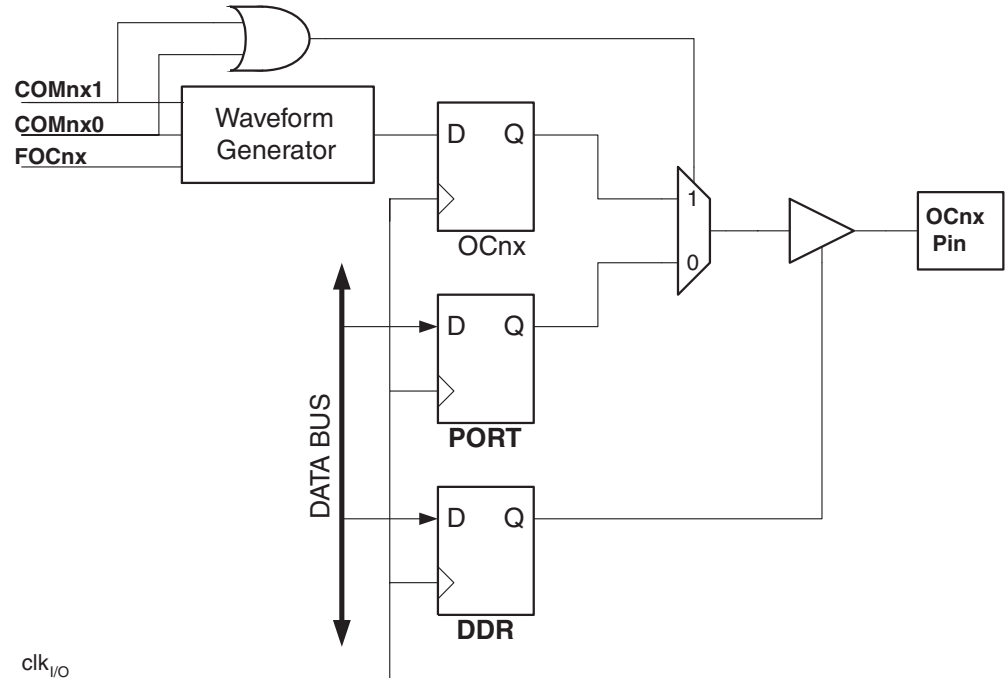 COMnx1
COMnx0
FOCnx
Waveform
Generator
D Q
OCnx
1
0
OCnx
Pin
D Q
PORT
DATA BUS
D Q
DDR
clkI/O